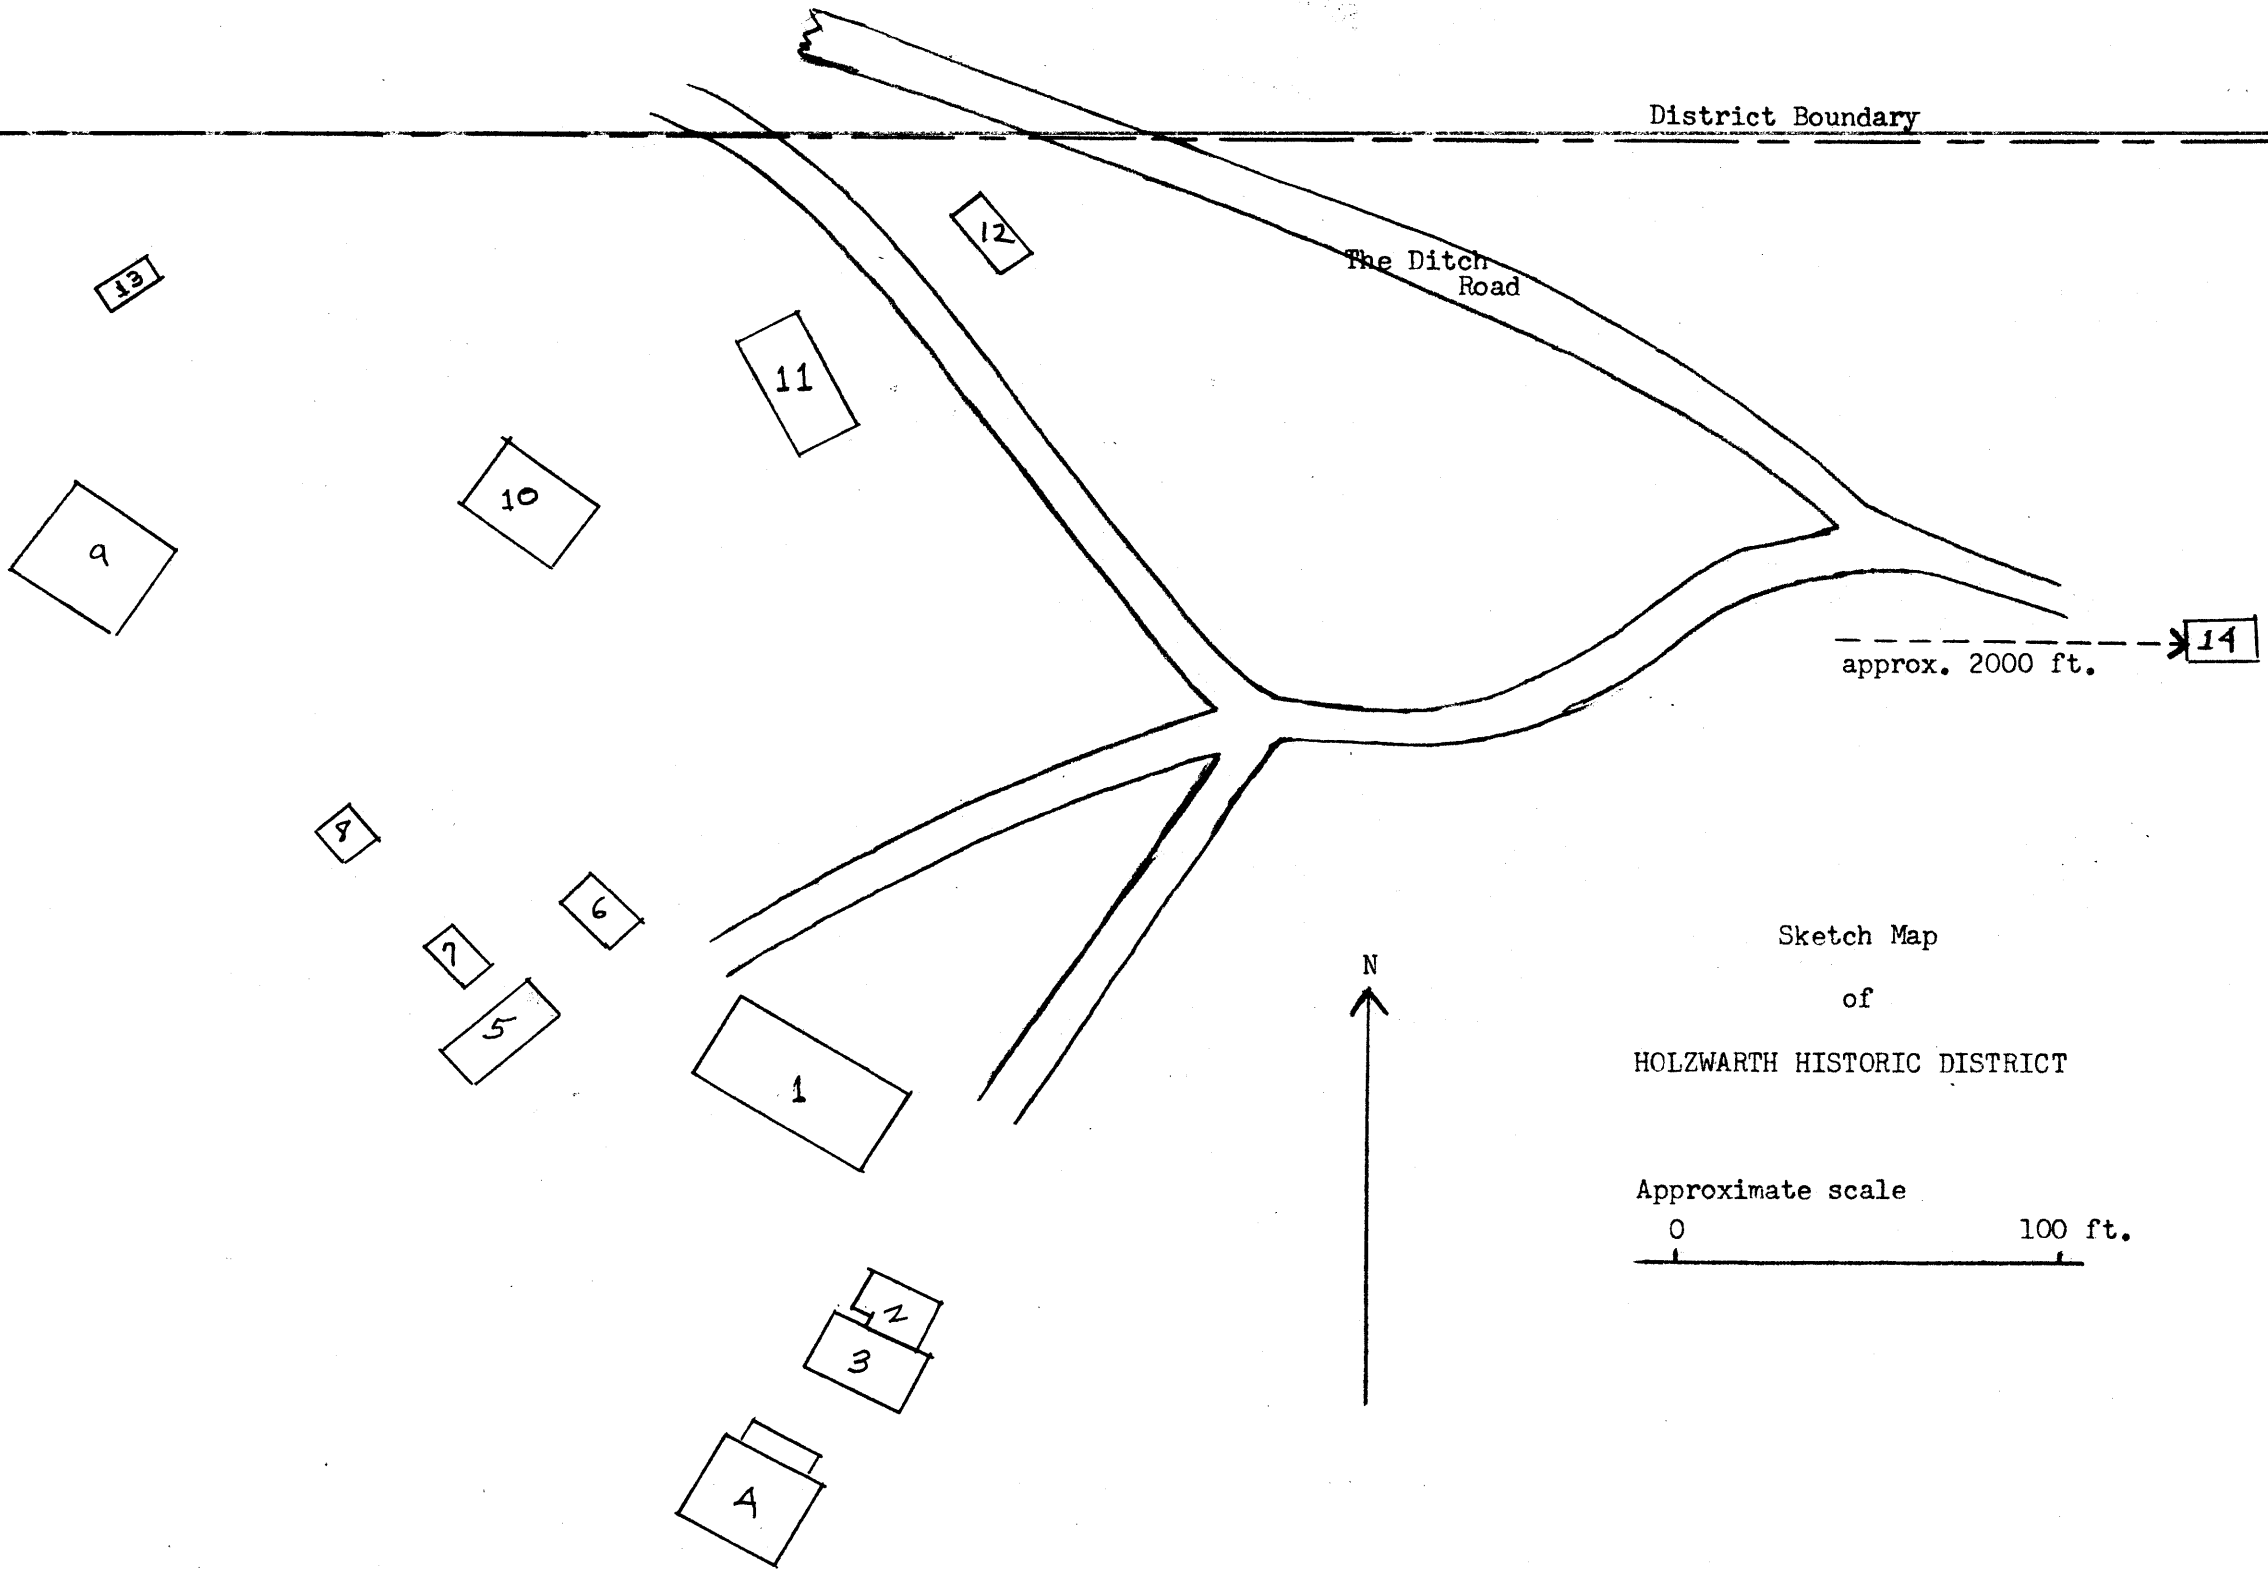 District Boundary
12
The Ditch
Road
13
11
10
9
14
approx. 2000 ft.
8
6
7
5
1
Sketch Map
of
HOLZWARTH HISTORIC DISTRICT
N
Approximate scale
0 100 ft.
2
3
4